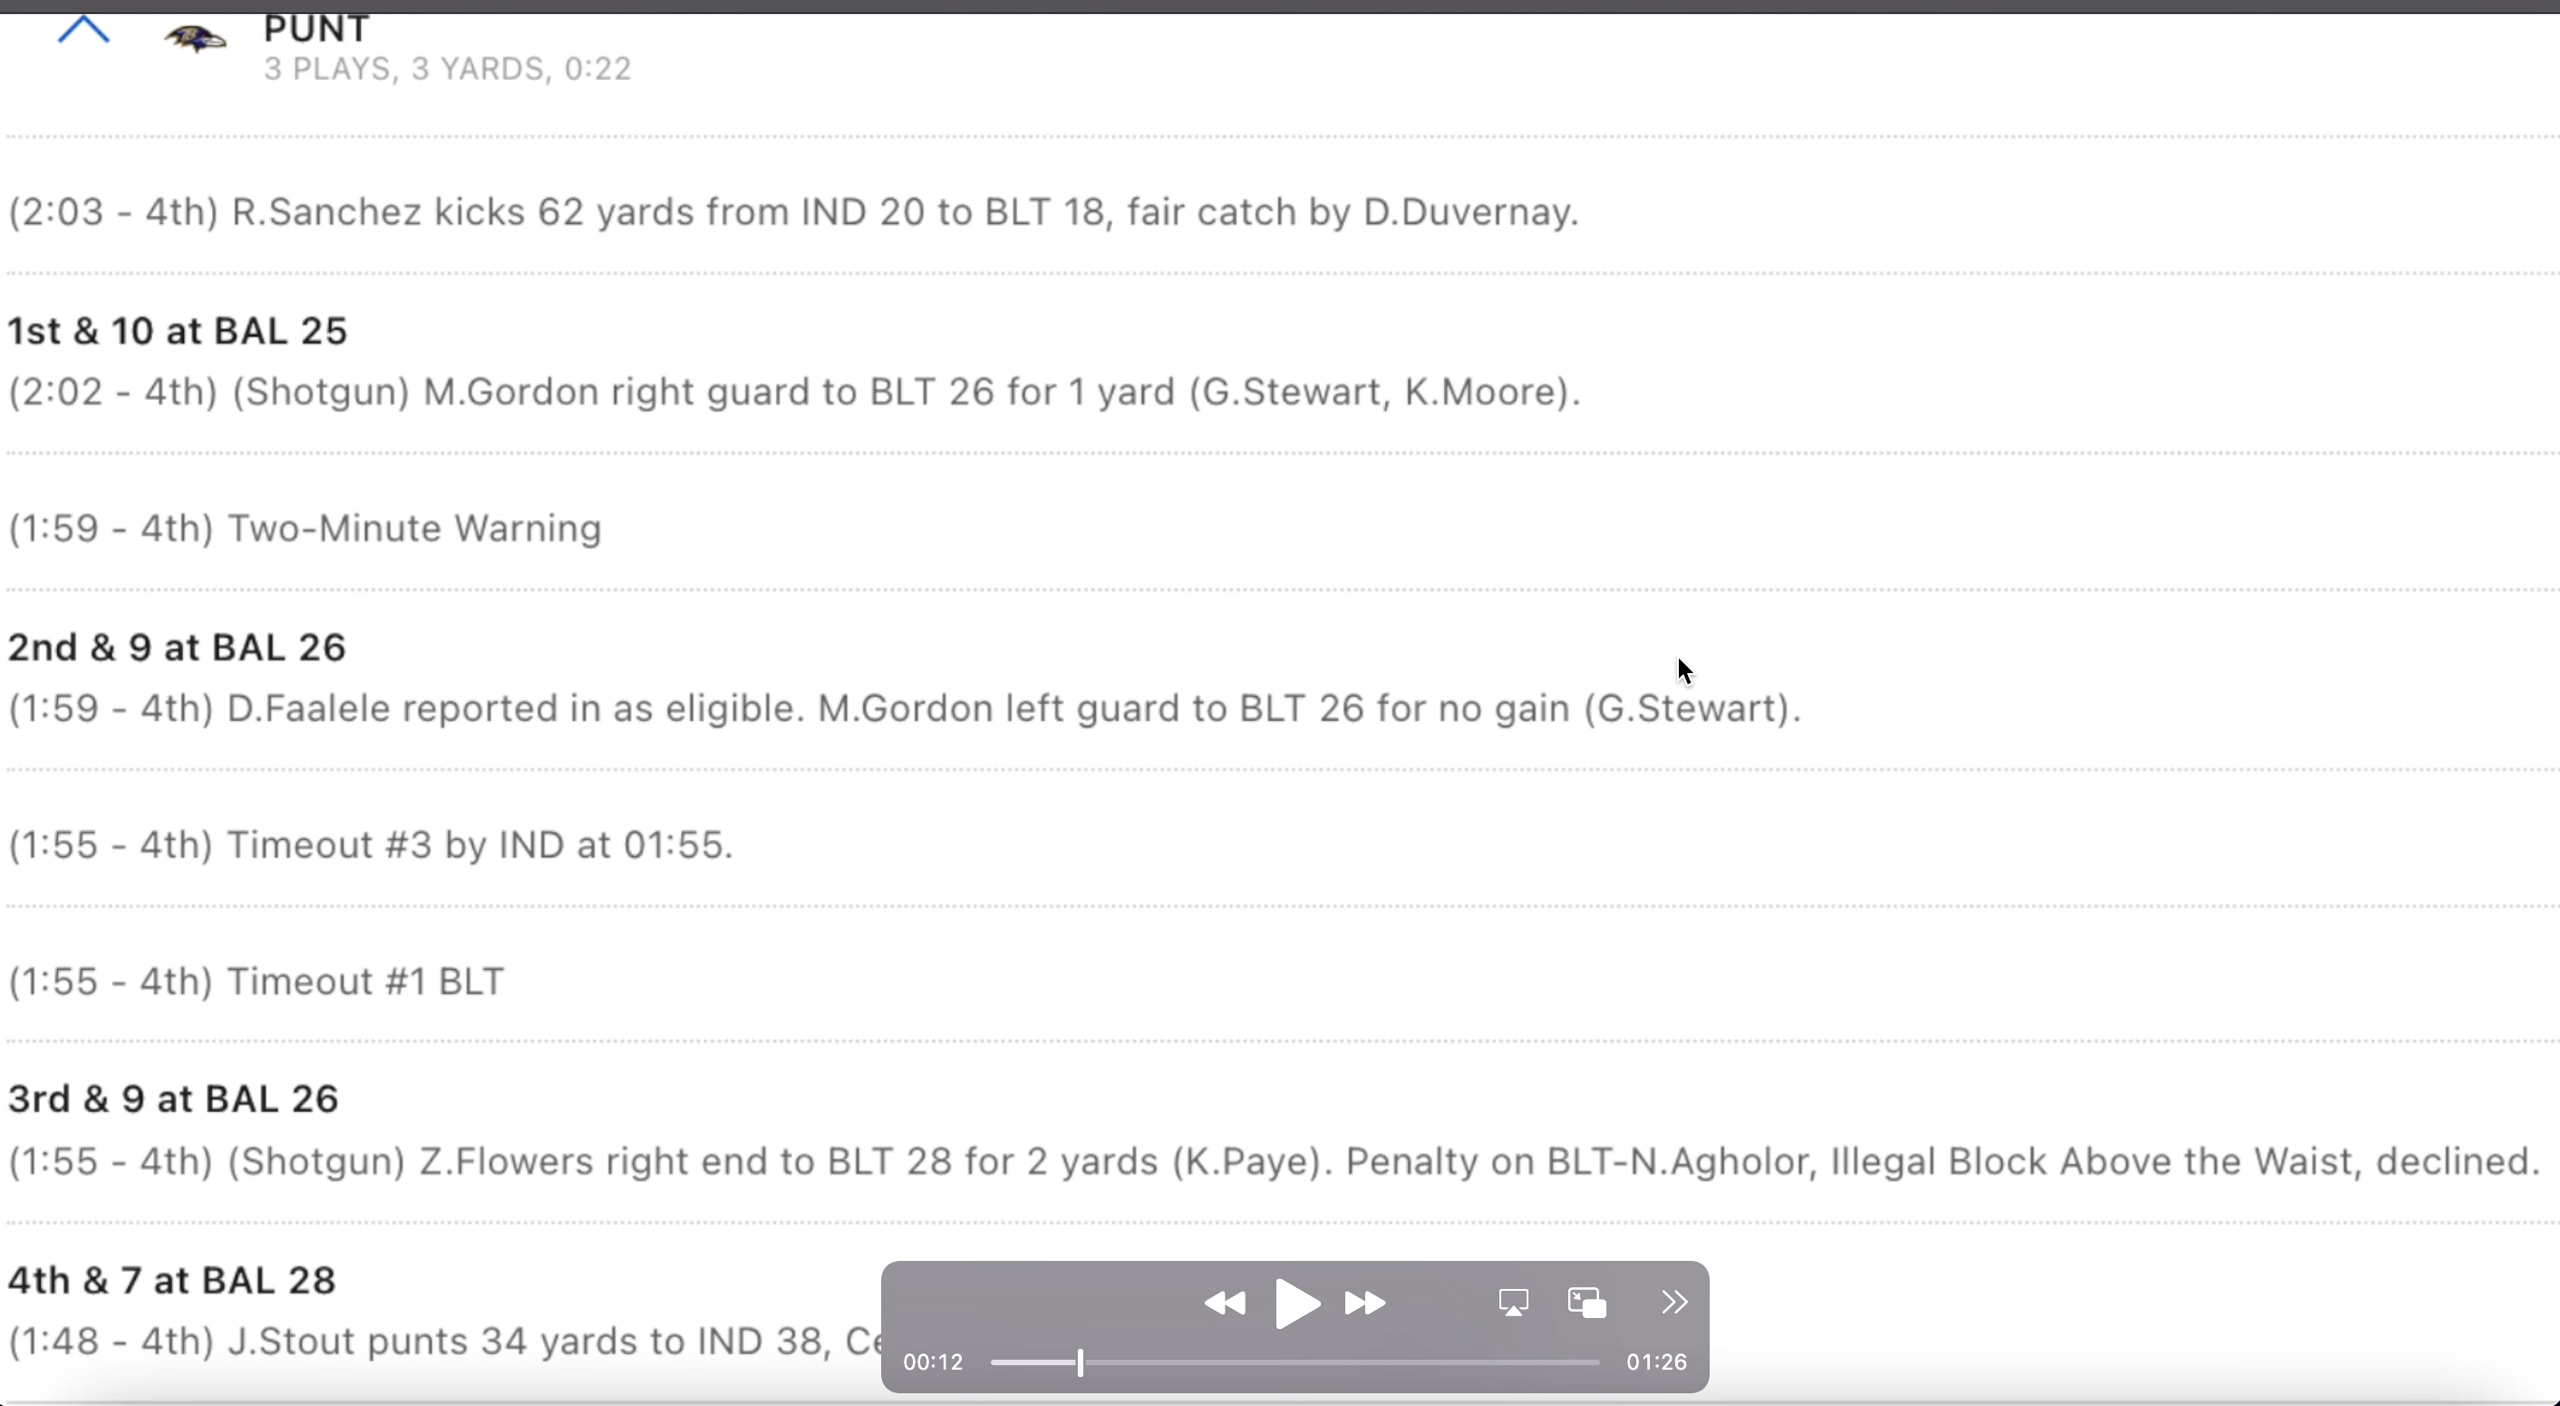 PUNT
3 PLAYS, 3 YARDS, 0:22
(2:03 - 4th) R.Sanchez kicks 62 yards from IND 20 to BLT 18, fair catch by D.Duvernay.
1st & 10 at BAL 25
(2:02 - 4th) (Shotgun) M.Gordon right guard to BLT 26 for 1 yard (G.Stewart, K.Moore).
(1:59 - 4th) Two-Minute Warning
2nd & 9 at BAL 26
(1:59 - 4th) D.Faalele reported in as eligible. M.Gordon left guard to BLT 26 for no gain (G.Stewart).
(1:55 - 4th) Timeout #3 by IND at 01:55.
(1:55 - 4th) Timeout #1 BLT
3rd & 9 at BAL 26
(1:55 - 4th) (Shotgun) Z.Flowers right end to BLT 28 for 2 yards (K.Paye). Penalty on BLT-N.Agholor, Illegal Block Above the Waist, declined.
4th & 7 at BAL 28
(1:48 - 4th) J.Stout punts 34 yards to IND 38,
00:12
01:26